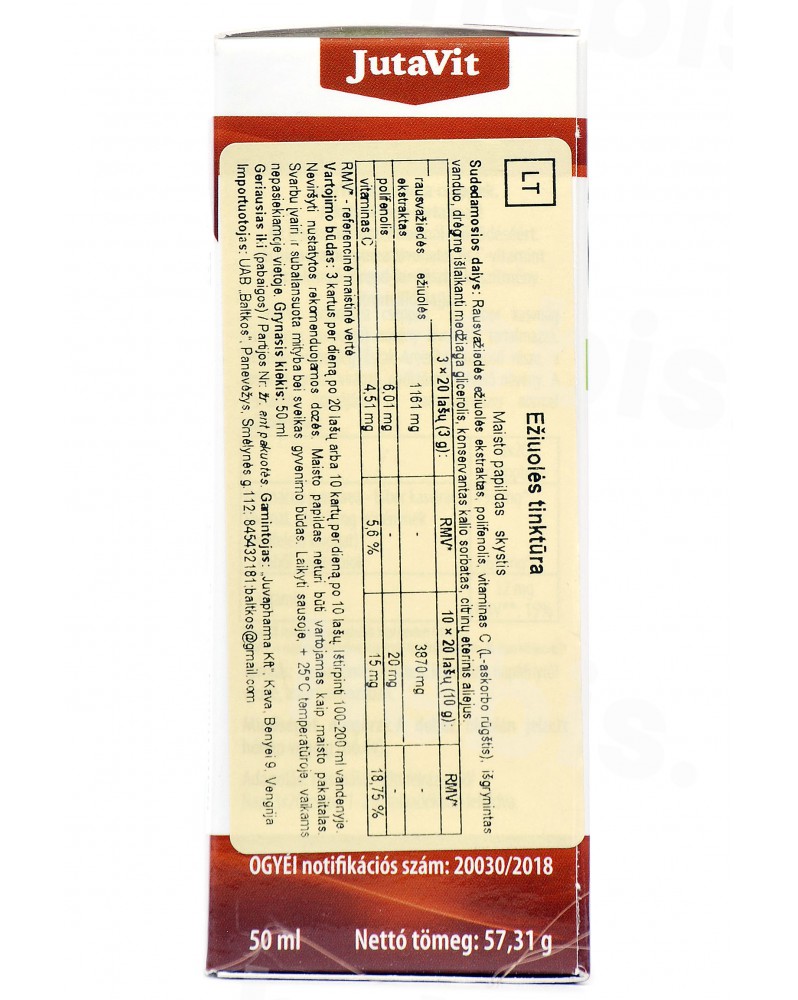 JutaVit
LT
Ežiuolės tinktūra
Maisto papildas skystis
Sudedamosios dalys: Rausvažiedės ežiuolės ekstraktas, polifenolis, vitaminas C (L-askorbo rūgštis), išgrynintas
vanduo, drėgmę išlaikanti medžiaga glicerolis, konservantas kalio sorbatas, citrinų eterinis aliejus.
3 × 20 lašų (3 g): RMV* 10 × 20 lašų (10 g): RMV*
rausvažiedės ežiuolės
ekstraktas 1161 mg - 3870 mg -
polifenolis 6,01 mg - 20 mg -
vitaminas C 4,51 mg 5,6 % 15 mg 18,75 %
RMV* - referencinė maistinė vertė
Vartojimo būdas: 3 kartus per dieną po 20 lašų arba 10 kartų per dieną po 10 lašų. Ištirpinti 100-200 ml vandenyje.
Neviršyti nustatytos rekomenduojamos dozės. Maisto papildas neturi būti vartojamas kaip maisto pakaitalas.
Svarbu įvairi ir subalansuota mityba bei sveikas gyvenimo būdas. Laikyti sausoje, + 25°C temperatūroje, vaikams
nepasiekiamoje vietoje. Grynasis kiekis: 50 ml
Geriausias iki (pabaigos) / Partijos Nr. žr. ant pakuotės. Gamintojas: „Juvapharma Kft", Kava, Benyei 9, Vengrija
Importuotojas: UAB „Baltkos", Panevėžys, Smėlynės g.112; 845432181;baltkos@gmail.com
OGYÉI notifikációs szám: 20030/2018
50 ml Nettó tömeg: 57,31 g